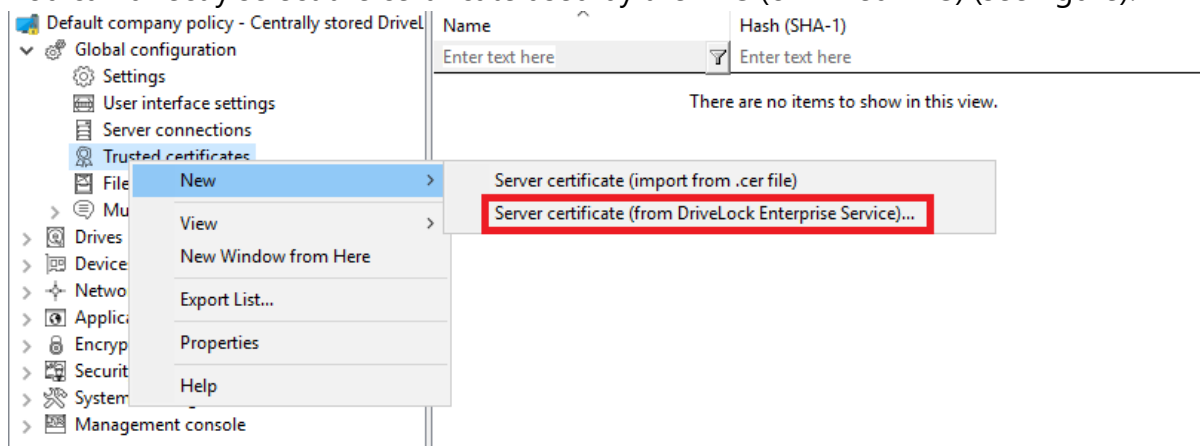 Default company policy - Centrally stored DriveL
Global configuration
Settings
User interface settings
Server connections
Trusted certificates
File
Mu
Drives
Device
Netwo
Applica
Encryp
Securit
System
Management console
Name
Hash (SHA-1)
Enter text here
Enter text here
There are no items to show in this view.
New
View
New Window from Here
Export List...
Properties
Help
Server certificate (import from .cer file)
Server certificate (from DriveLock Enterprise Service)...